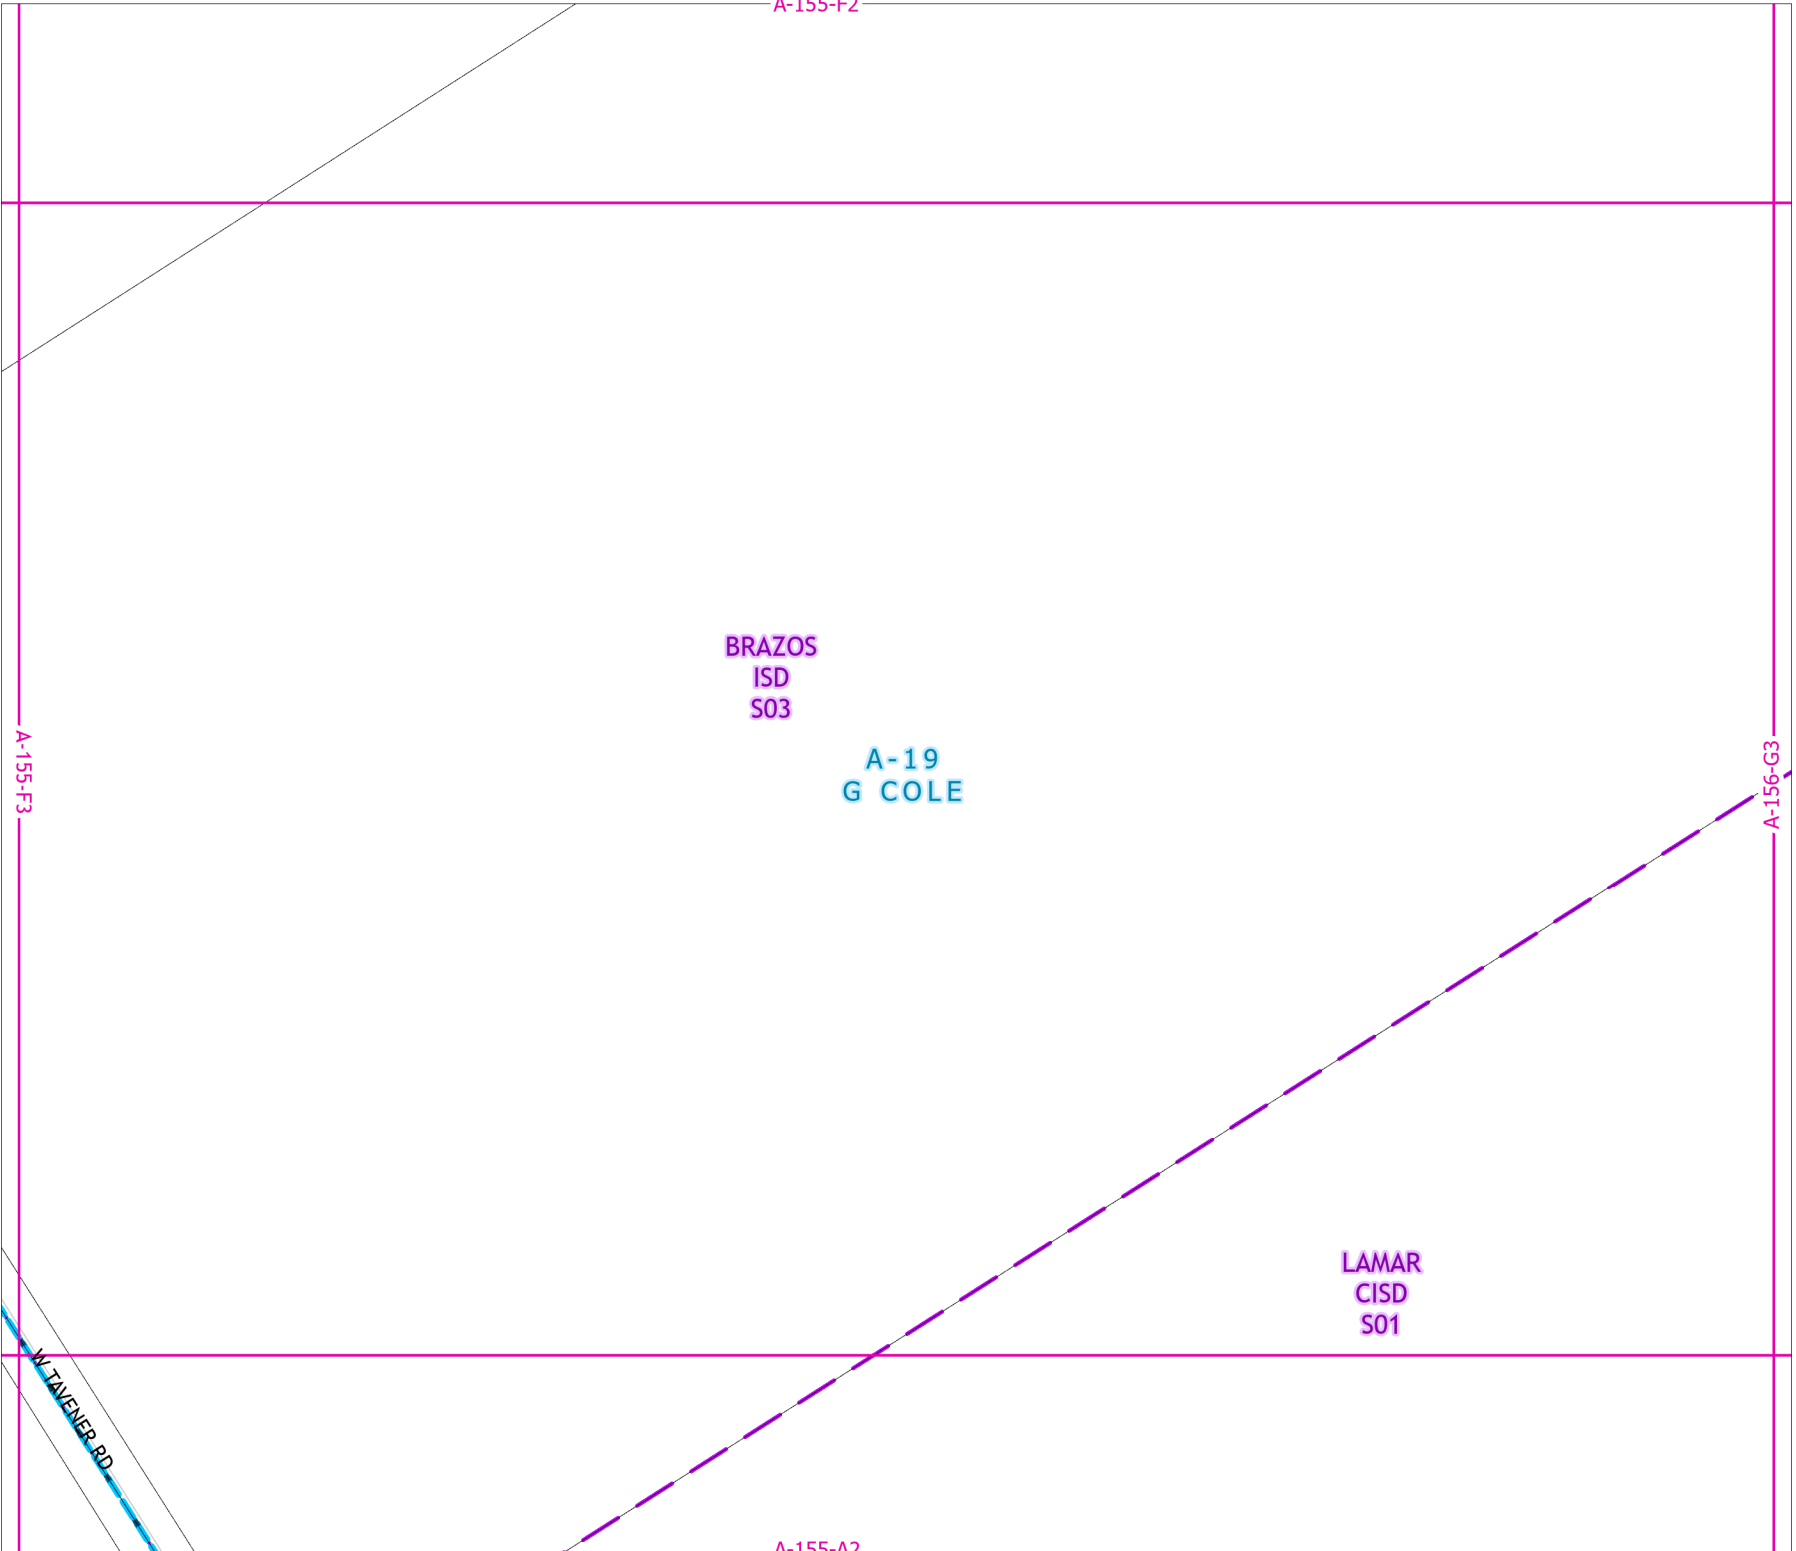 A-155-F2
BRAZOS
ISD
S03
A-19
G COLE
A-155-F3
A-156-G3
LAMAR
CISD
S01
W TAVENER RD
A-155-A2